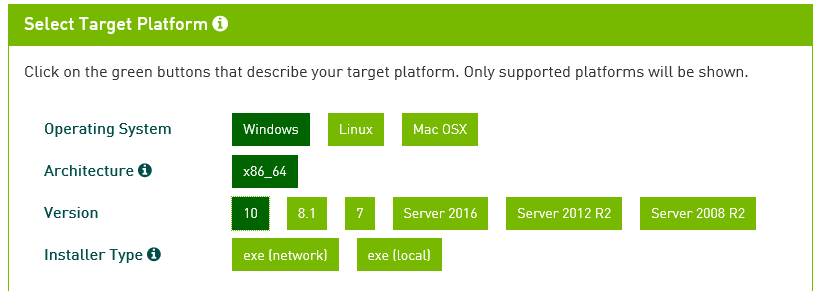 Select Target Platform
Click on the green buttons that describe your target platform. Only supported platforms will be shown.
Operating System Windows Linux Mac OSX
Architecture x86_64
Version 10 8.1 7 Server 2016 Server 2012 R2 Server 2008 R2
Installer Type exe (network) exe (local)